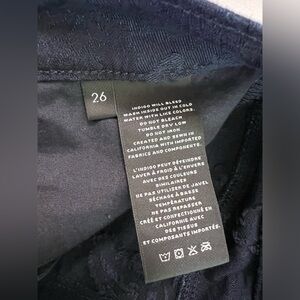 26
INDIGO WILL BLEED
WASH INSIDE OUT IN COLD
WATER WITH LIKE COLORS.
DO NOT BLEACH
TUMBLE DRY LOW
DO NOT IRON
CREATED AND SEWN IN
CALIFORNIA WITH IMPORTED
FABRICS AND COMPONENTS.
L'INDIGO PEUT DÉTEINDRE
LAVER À FROID À L'ENVERS
AVEC DES COULEURS
SIMILAIRES
NE PAS UTILIZER DE JAVEL
SÉCHAGE À BASSE
TEMPÉRATURE
NE PAS REPASSER
CRÉÉ ET CONFECTIONNÉ EN
CALIFORNIE AVEC
DES TISSUS
ET COMPOSANTS IMPORTÉS.